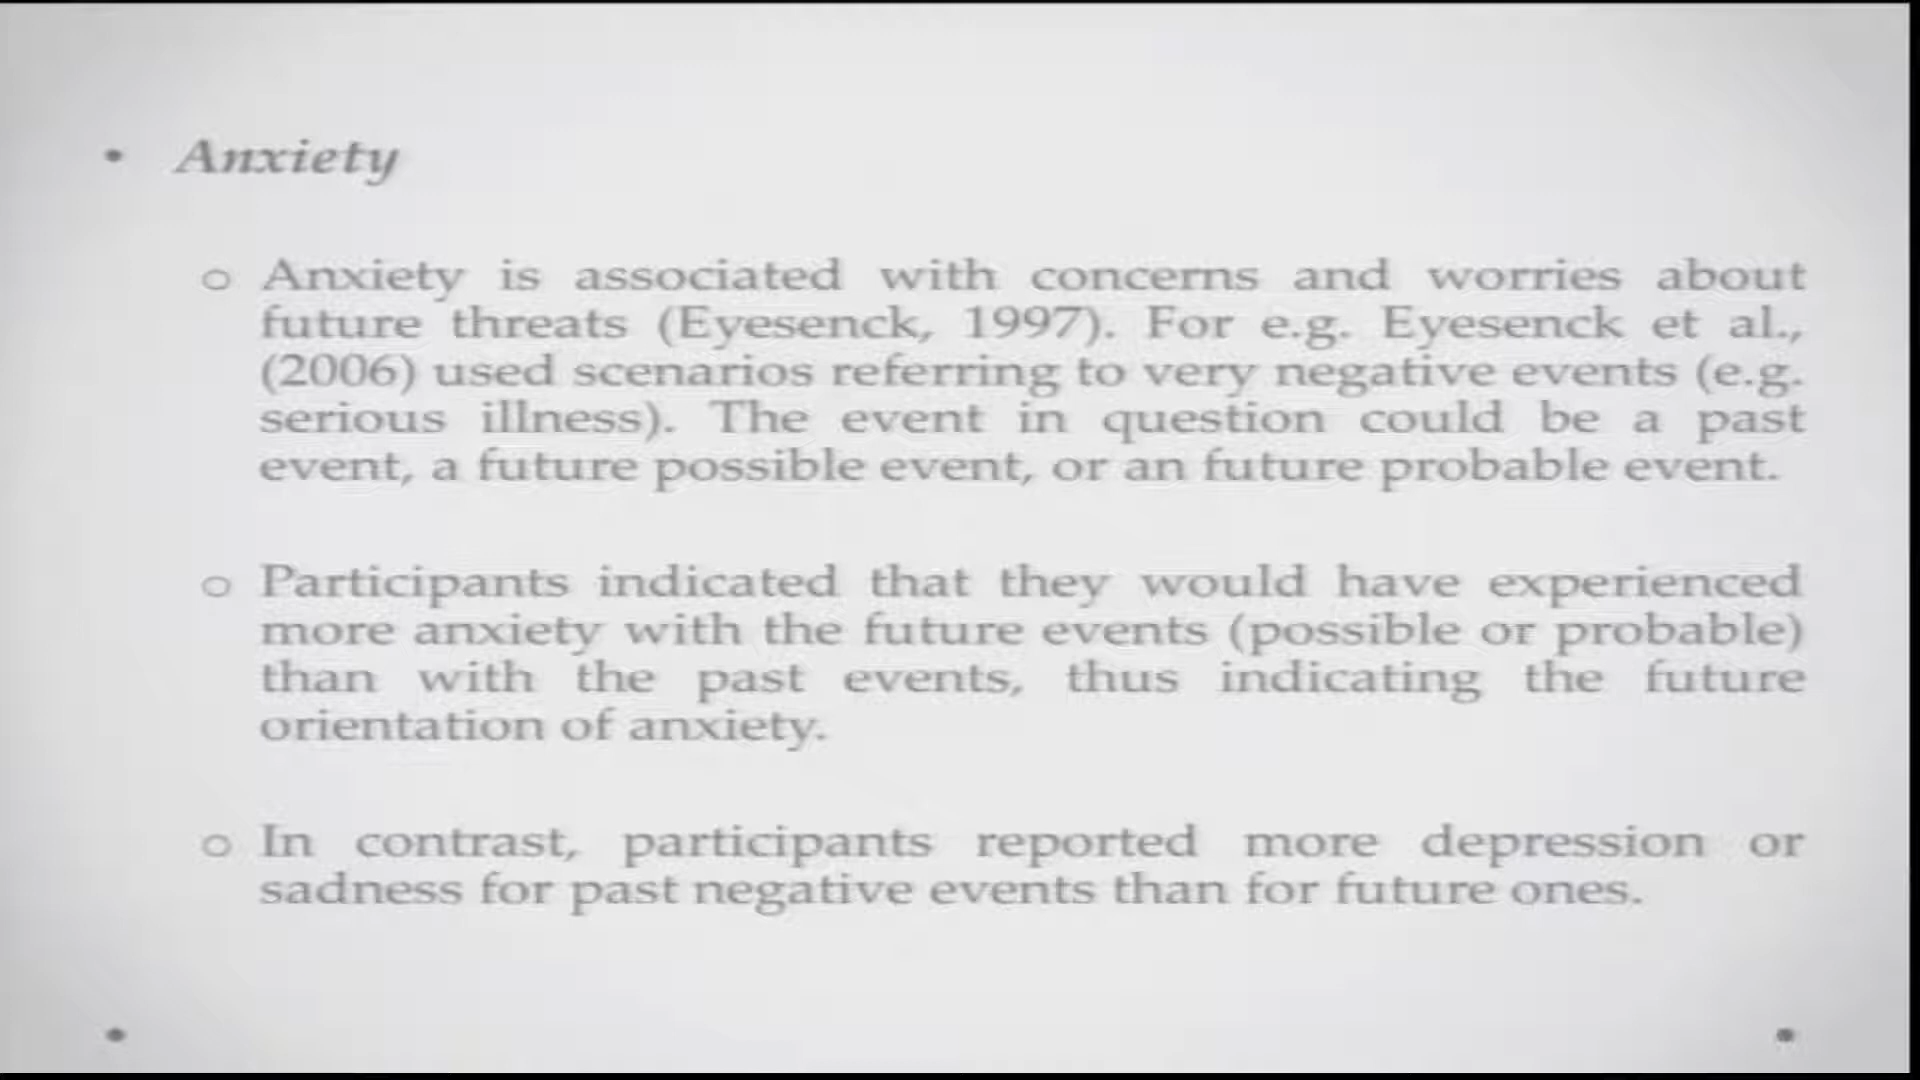 • Anxiety
o Anxiety is associated with concerns and worries about
future threats (Eyesenck, 1997). For e.g. Eyesenck et al.,
(2006) used scenarios referring to very negative events (e.g.
serious illness). The event in question could be a past
event, a future possible event, or an future probable event.
o Participants indicated that they would have experienced
more anxiety with the future events (possible or probable)
than with the past events, thus indicating the future
orientation of anxiety.
o In contrast, participants reported more depression or
sadness for past negative events than for future ones.